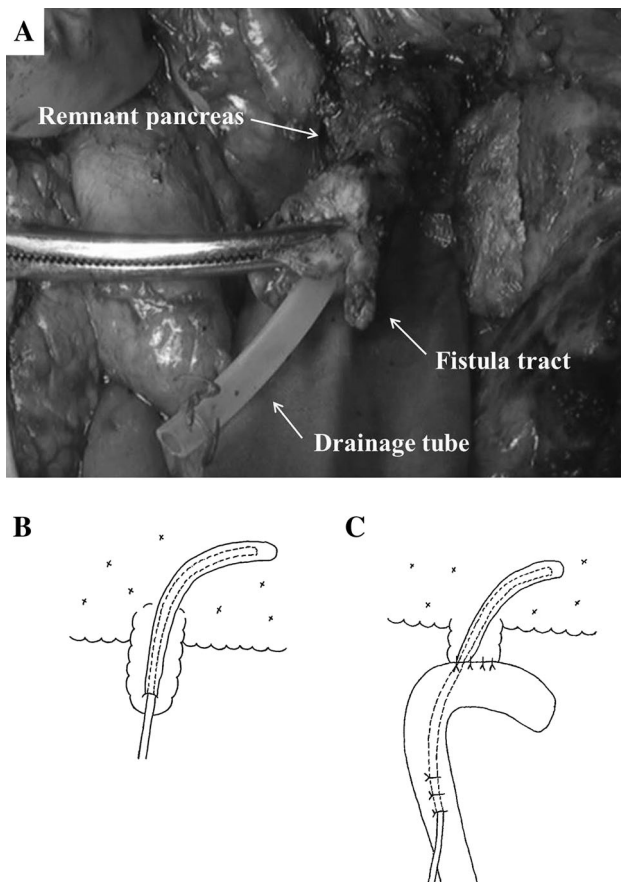 A
Remnant pancreas
Fistula tract
Drainage tube
B
C